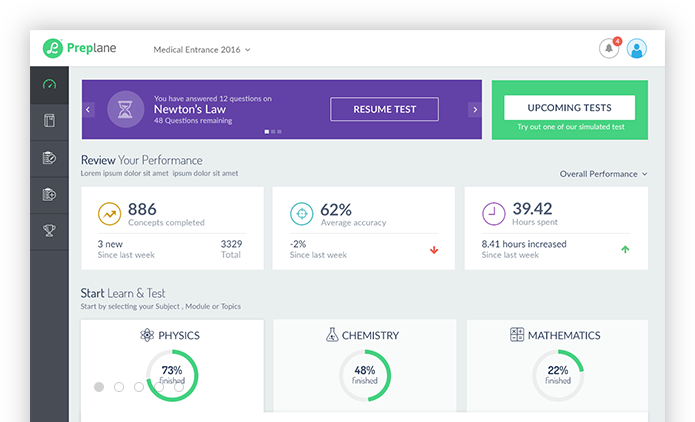 Preplane
Medical Entrance 2016
4
You have answered 12 questions on
Newton's Law
48 Questions remaining
RESUME TEST
UPCOMING TESTS
Try out one of our simulated test
Review Your Performance
Lorem ipsum dolor sit amet ipsum dolor sit amet
Overall Performance
886
Concepts completed
3 new
Since last week
3329
Total
62%
Average accuracy
-2%
Since last week
39.42
Hours spent
8.41 hours increased
Since last week
Start Learn & Test
Start by selecting your Subject , Module or Topics
PHYSICS
73%
finished
CHEMISTRY
48%
finished
MATHEMATICS
22%
finished